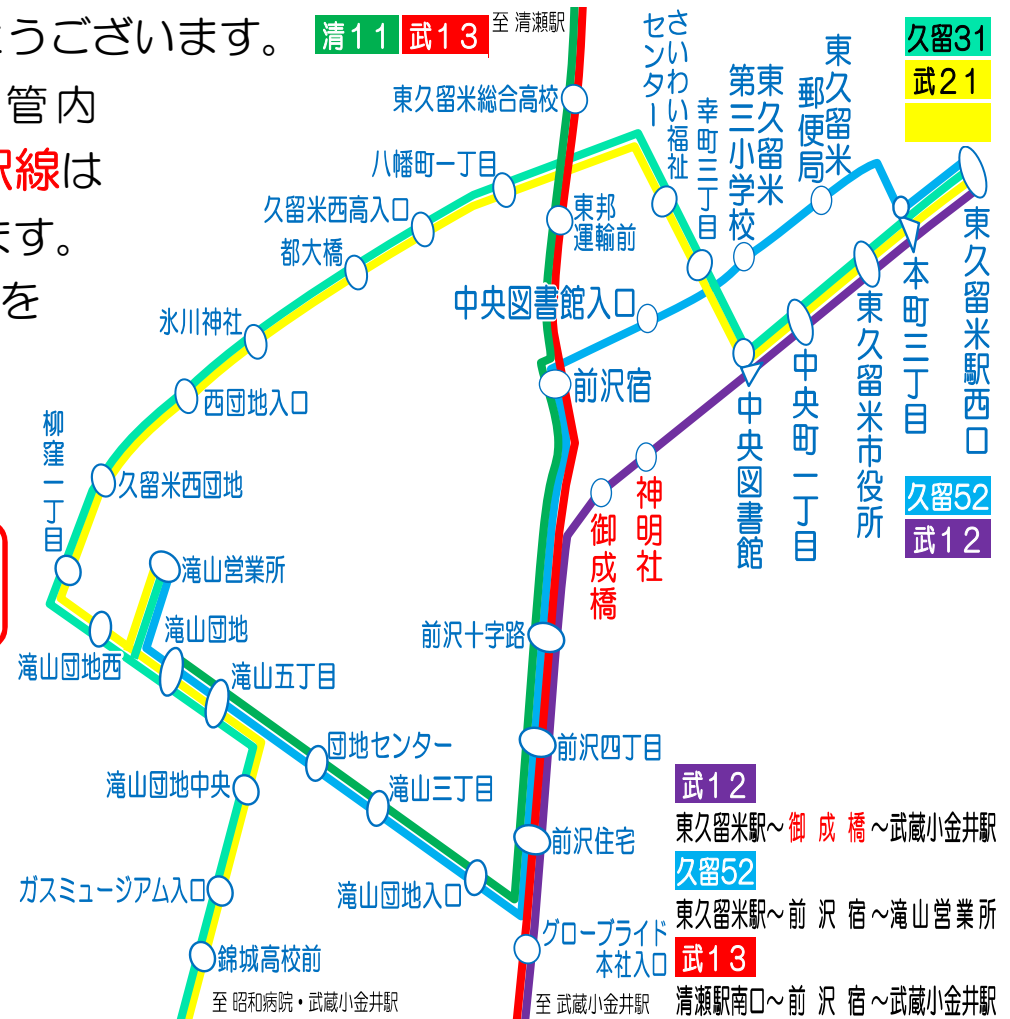 とうございます。
管内
駅線は
ます。
を
清11
武13
至 清瀬駅
久留31
武21
東久留米総合高校
八幡町一丁目
久留米西高入口
都大橋
氷川神社
西団地入口
久留米西団地
柳窪一丁目
滝山営業所
滝山団地
滝山団地西
滝山五丁目
団地センター
滝山三丁目
滝山団地中央
滝山団地入口
ガスミュージアム入口
錦城高校前
至 昭和病院・武蔵小金井駅
東邦
運輸前
中央図書館入口
前沢宿
さいわい福祉
センター
幸町三丁目
東久留米
第三小学校
東久留米
郵便局
東久留米駅西口
本町三丁目
東久留米市役所
中央町一丁目
中央図書館
神明社
御成橋
久留52
武12
前沢十字路
前沢四丁目
前沢住宅
グローブライド
本社入口
至 武蔵小金井駅
武12
東久留米駅～御成橋～武蔵小金井駅
久留52
東久留米駅～前沢宿～滝山営業所
武13
清瀬駅南口～前沢宿～武蔵小金井駅